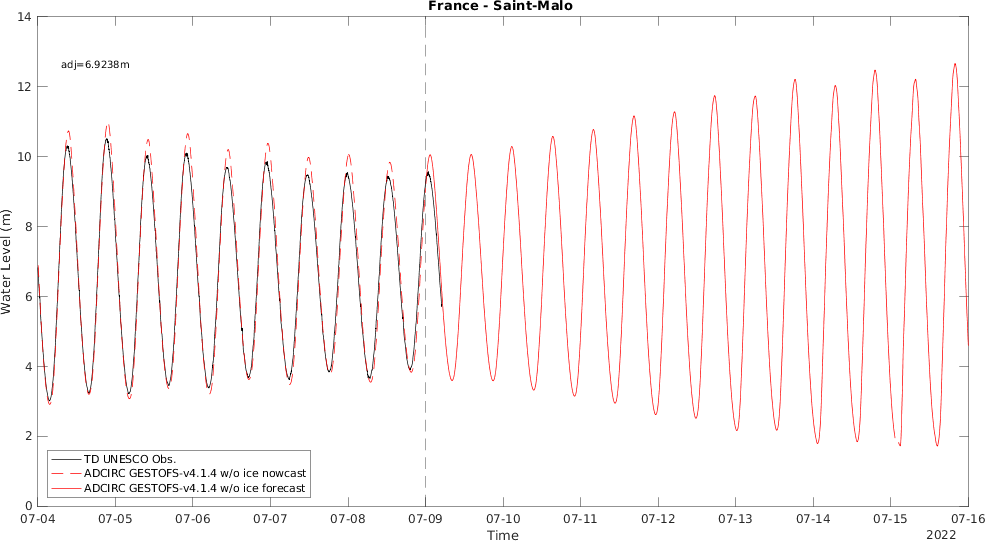 France - Saint-Malo
adj=6.9238m
Water Level (m)
14
12
10
8
6
4
2
0
TD UNESCO Obs.
ADCIRC GESTOFS-v4.1.4 w/o ice nowcast
ADCIRC GESTOFS-v4.1.4 w/o ice forecast
07-04 07-05 07-06 07-07 07-08 07-09 07-10 07-11 07-12 07-13 07-14 07-15 07-16
Time
2022